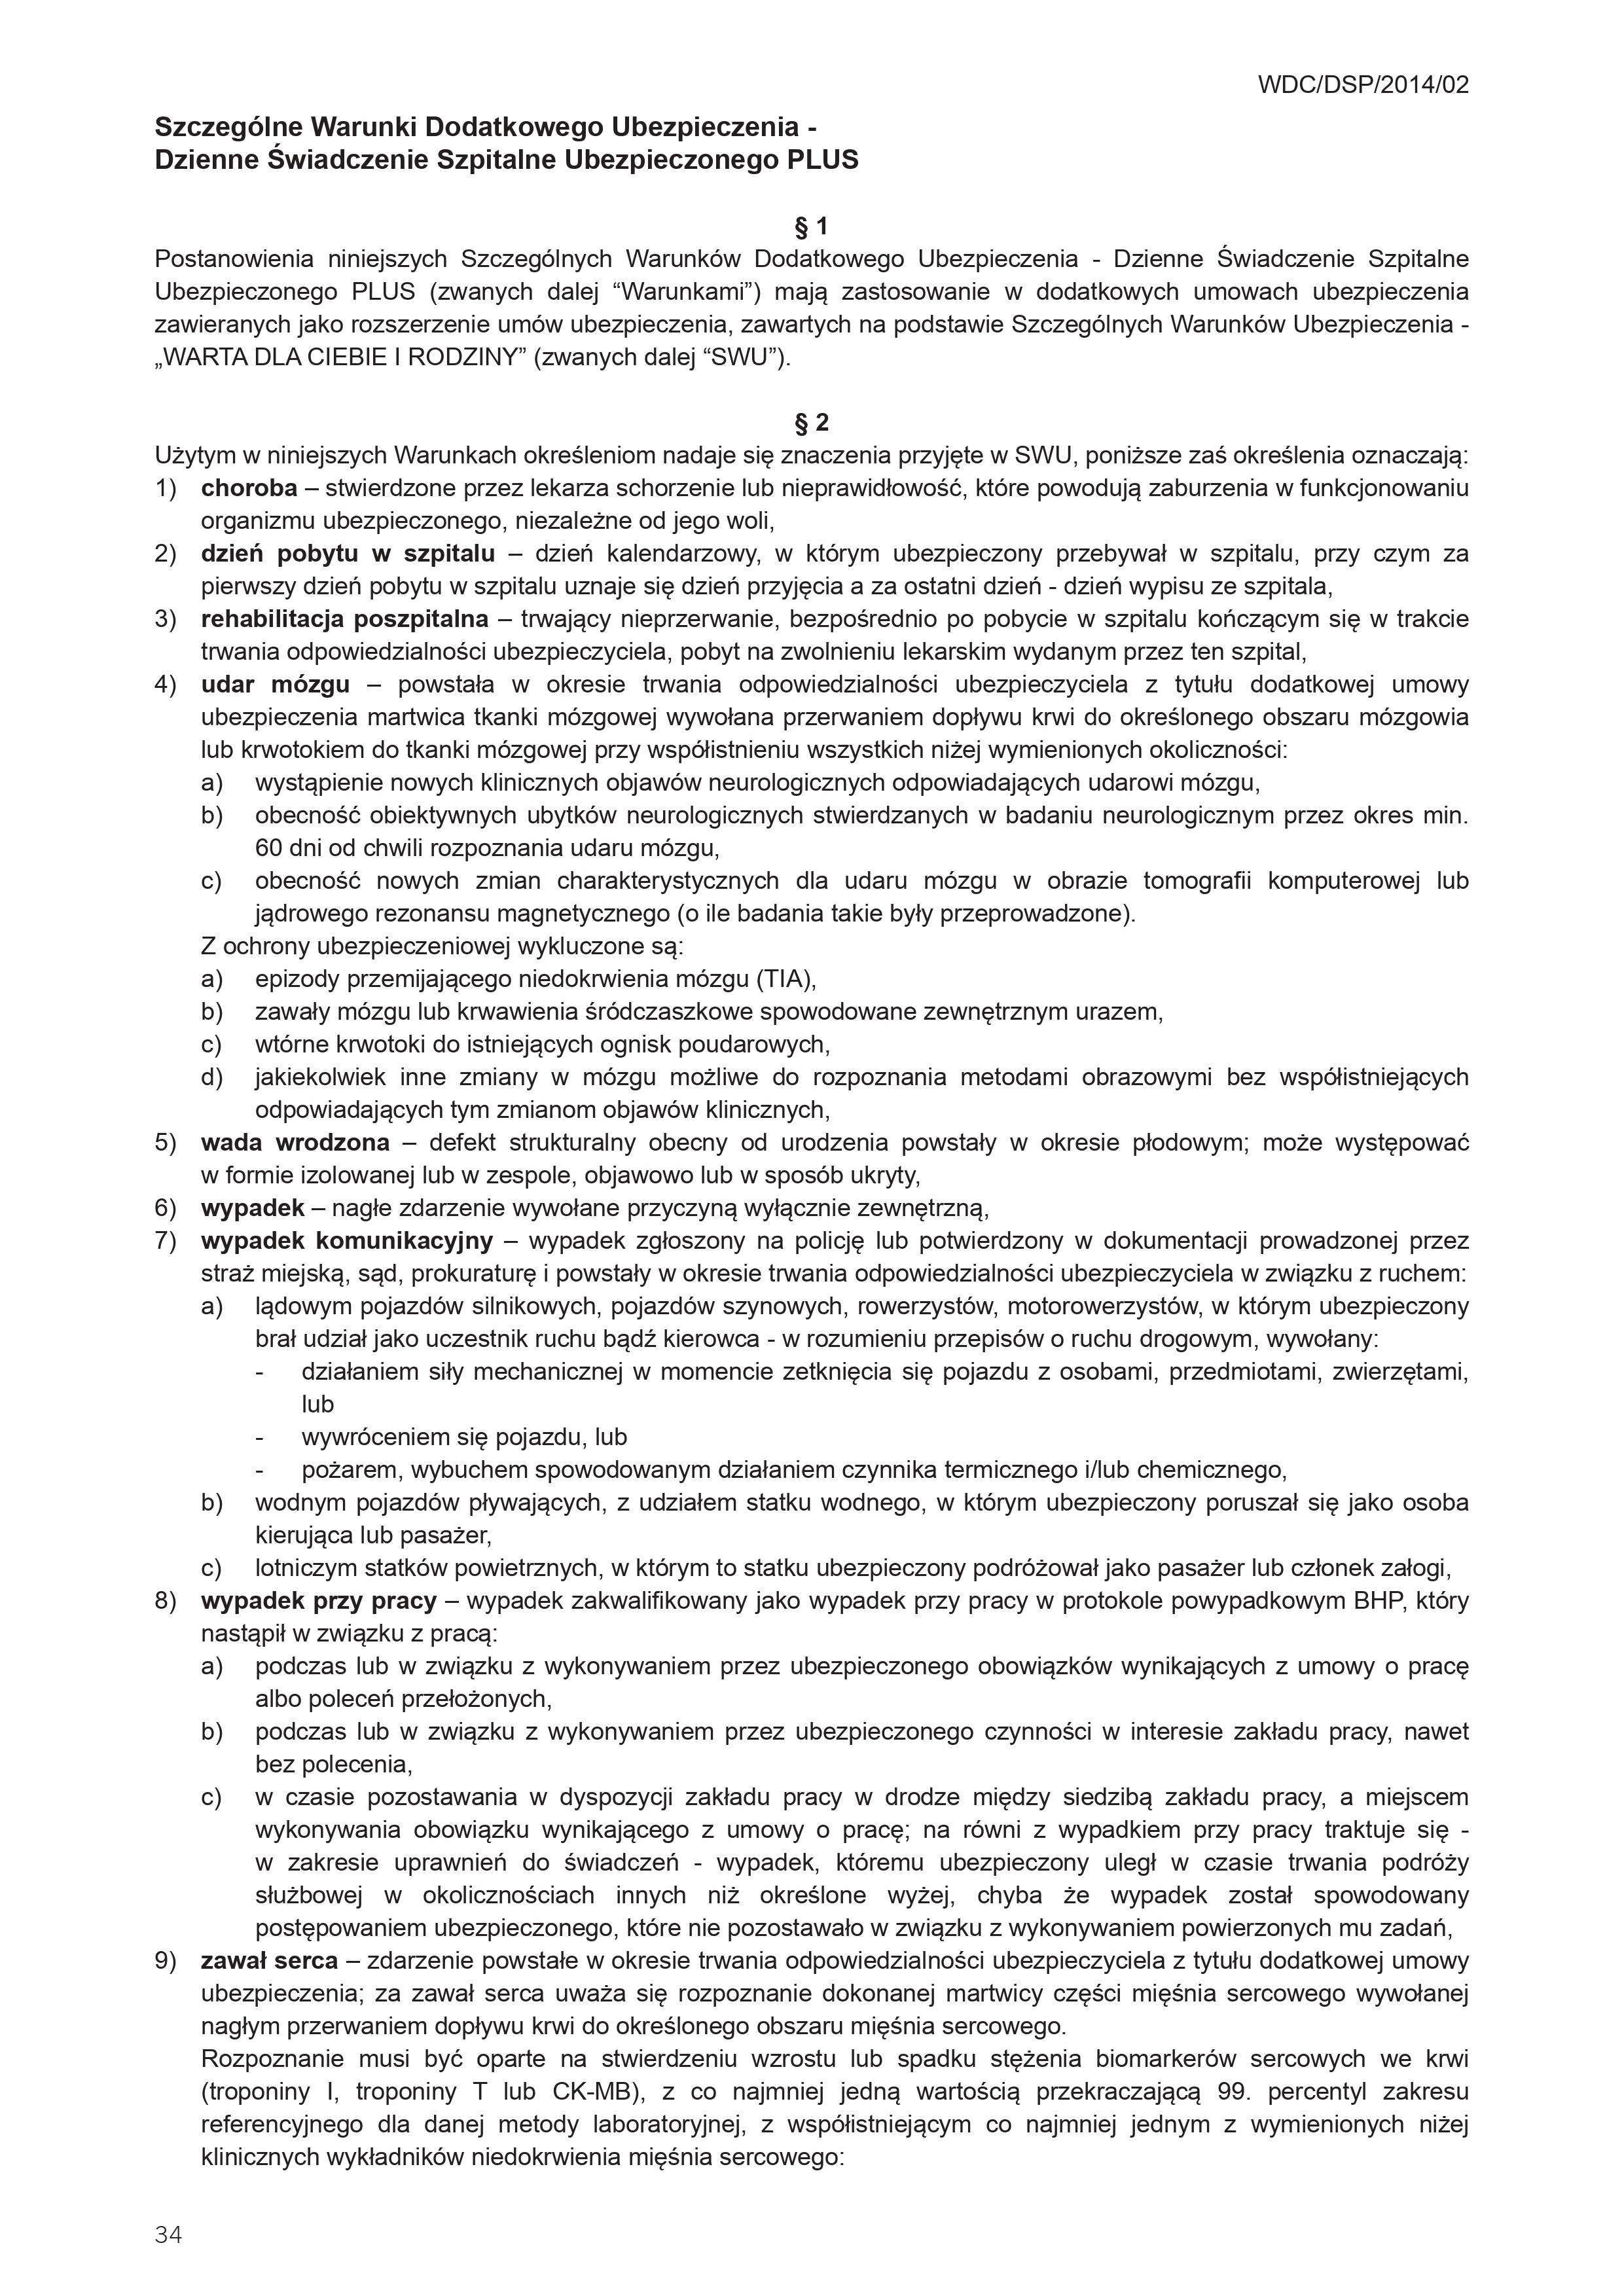 WDC/DSP/2014/02
Szczególne Warunki Dodatkowego Ubezpieczenia -
Dzienne Świadczenie Szpitalne Ubezpieczonego PLUS
§ 1
Postanowienia niniejszych Szczególnych Warunków Dodatkowego Ubezpieczenia - Dzienne Świadczenie Szpitalne
Ubezpieczonego PLUS (zwanych dalej “Warunkami”) mają zastosowanie w dodatkowych umowach ubezpieczenia
zawieranych jako rozszerzenie umów ubezpieczenia, zawartych na podstawie Szczególnych Warunków Ubezpieczenia -
„WARTA DLA CIEBIE I RODZINY” (zwanych dalej “SWU”).
§ 2
Użytym w niniejszych Warunkach określeniom nadaje się znaczenia przyjęte w SWU, poniższe zaś określenia oznaczają:
1) choroba – stwierdzone przez lekarza schorzenie lub nieprawidłowość, które powodują zaburzenia w funkcjonowaniu
organizmu ubezpieczonego, niezależne od jego woli,
2) dzień pobytu w szpitalu – dzień kalendarzowy, w którym ubezpieczony przebywał w szpitalu, przy czym za
pierwszy dzień pobytu w szpitalu uznaje się dzień przyjęcia a za ostatni dzień - dzień wypisu ze szpitala,
3) rehabilitacja poszpitalna – trwający nieprzerwanie, bezpośrednio po pobycie w szpitalu kończącym się w trakcie
trwania odpowiedzialności ubezpieczyciela, pobyt na zwolnieniu lekarskim wydanym przez ten szpital,
4) udar mózgu – powstała w okresie trwania odpowiedzialności ubezpieczyciela z tytułu dodatkowej umowy
ubezpieczenia martwica tkanki mózgowej wywołana przerwaniem dopływu krwi do określonego obszaru mózgowia
lub krwotokiem do tkanki mózgowej przy współistnieniu wszystkich niżej wymienionych okoliczności:
a) wystąpienie nowych klinicznych objawów neurologicznych odpowiadających udarowi mózgu,
b) obecność obiektywnych ubytków neurologicznych stwierdzanych w badaniu neurologicznym przez okres min.
60 dni od chwili rozpoznania udaru mózgu,
c) obecność nowych zmian charakterystycznych dla udaru mózgu w obrazie tomografii komputerowej lub
jądrowego rezonansu magnetycznego (o ile badania takie były przeprowadzone).
Z ochrony ubezpieczeniowej wykluczone są:
a) epizody przemijającego niedokrwienia mózgu (TIA),
b) zawały mózgu lub krwawienia śródczaszkowe spowodowane zewnętrznym urazem,
c) wtórne krwotoki do istniejących ognisk poudarowych,
d) jakiekolwiek inne zmiany w mózgu możliwe do rozpoznania metodami obrazowymi bez współistniejących
odpowiadających tym zmianom objawów klinicznych,
5) wada wrodzona – defekt strukturalny obecny od urodzenia powstały w okresie płodowym; może występować
w formie izolowanej lub w zespole, objawowo lub w sposób ukryty,
6) wypadek – nagłe zdarzenie wywołane przyczyną wyłącznie zewnętrzną,
7) wypadek komunikacyjny – wypadek zgłoszony na policję lub potwierdzony w dokumentacji prowadzonej przez
straż miejską, sąd, prokuraturę i powstały w okresie trwania odpowiedzialności ubezpieczyciela w związku z ruchem:
a) lądowym pojazdów silnikowych, pojazdów szynowych, rowerzystów, motorowerzystów, w którym ubezpieczony
brał udział jako uczestnik ruchu bądź kierowca - w rozumieniu przepisów o ruchu drogowym, wywołany:
- działaniem siły mechanicznej w momencie zetknięcia się pojazdu z osobami, przedmiotami, zwierzętami,
lub
- wywróceniem się pojazdu, lub
- pożarem, wybuchem spowodowanym działaniem czynnika termicznego i/lub chemicznego,
b) wodnym pojazdów pływających, z udziałem statku wodnego, w którym ubezpieczony poruszał się jako osoba
kierująca lub pasażer,
c) lotniczym statków powietrznych, w którym to statku ubezpieczony podróżował jako pasażer lub członek załogi,
8) wypadek przy pracy – wypadek zakwalifikowany jako wypadek przy pracy w protokole powypadkowym BHP, który
nastąpił w związku z pracą:
a) podczas lub w związku z wykonywaniem przez ubezpieczonego obowiązków wynikających z umowy o pracę
albo poleceń przełożonych,
b) podczas lub w związku z wykonywaniem przez ubezpieczonego czynności w interesie zakładu pracy, nawet
bez polecenia,
c) w czasie pozostawania w dyspozycji zakładu pracy w drodze między siedzibą zakładu pracy, a miejscem
wykonywania obowiązku wynikającego z umowy o pracę; na równi z wypadkiem przy pracy traktuje się -
w zakresie uprawnień do świadczeń - wypadek, któremu ubezpieczony uległ w czasie trwania podróży
służbowej w okolicznościach innych niż określone wyżej, chyba że wypadek został spowodowany
postępowaniem ubezpieczonego, które nie pozostawało w związku z wykonywaniem powierzonych mu zadań,
9) zawał serca – zdarzenie powstałe w okresie trwania odpowiedzialności ubezpieczyciela z tytułu dodatkowej umowy
ubezpieczenia; za zawał serca uważa się rozpoznanie dokonanej martwicy części mięśnia sercowego wywołanej
nagłym przerwaniem dopływu krwi do określonego obszaru mięśnia sercowego.
Rozpoznanie musi być oparte na stwierdzeniu wzrostu lub spadku stężenia biomarkerów sercowych we krwi
(troponiny I, troponiny T lub CK-MB), z co najmniej jedną wartością przekraczającą 99. percentyl zakresu
referencyjnego dla danej metody laboratoryjnej, z współistniejącym co najmniej jednym z wymienionych niżej
klinicznych wykładników niedokrwienia mięśnia sercowego:
34